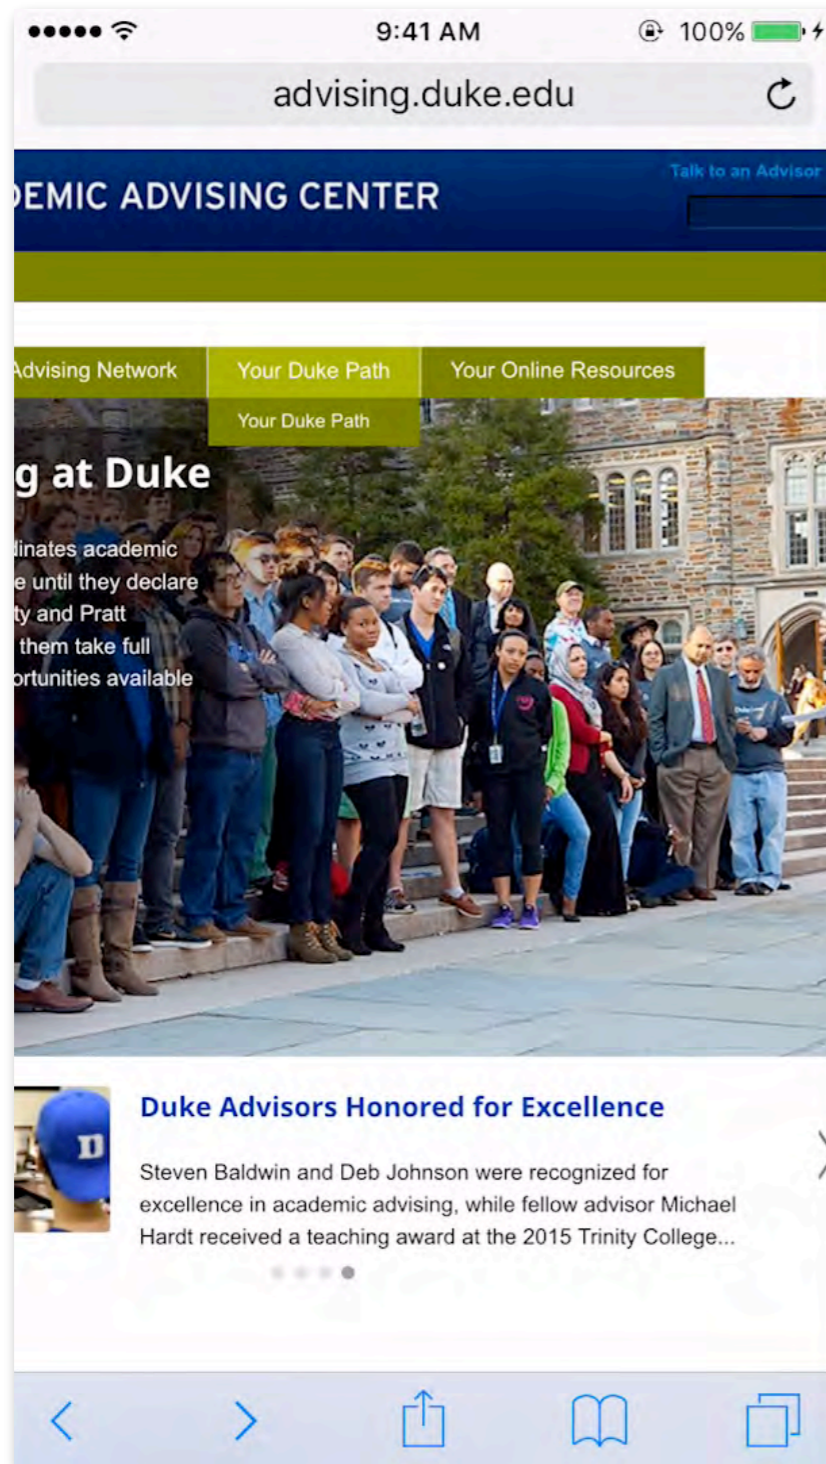 9:41 AM
100%
advising.duke.edu
DEMIC ADVISING CENTER
Talk to an Advisor
Advising Network
Your Duke Path
Your Online Resources
Your Duke Path
g at Duke
dinates academic
e until they declare
ty and Pratt
them take full
ortunities available
D
Duke Advisors Honored for Excellence
Steven Baldwin and Deb Johnson were recognized for
excellence in academic advising, while fellow advisor Michael
Hardt received a teaching award at the 2015 Trinity College...